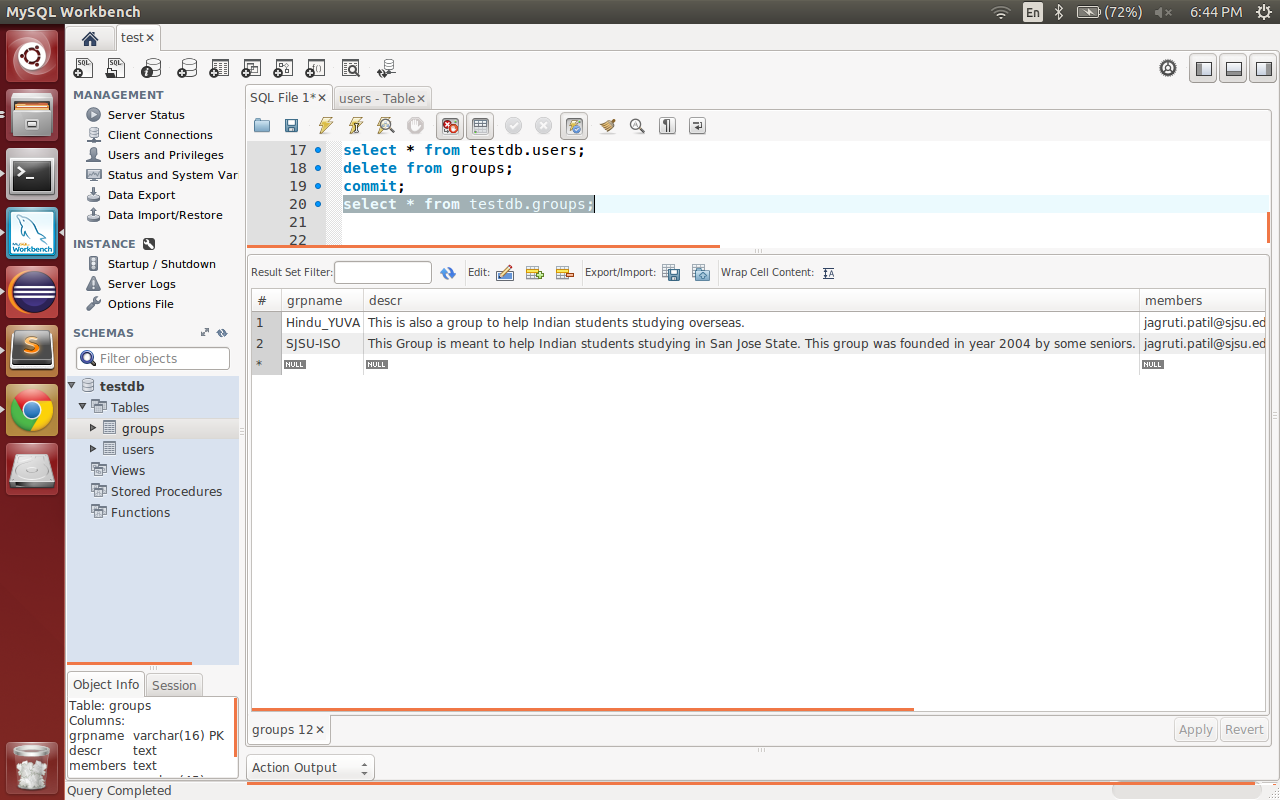 MySQL Workbench
En
(72%)
6:44 PM
test
SQL
SQL
MANAGEMENT
Server Status
Client Connections
Users and Privileges
Status and System Var
Data Export
Data Import/Restore
INSTANCE
Startup / Shutdown
Server Logs
Options File
SCHEMAS
Filter objects
testdb
Tables
groups
users
Views
Stored Procedures
Functions
Object Info Session
Table: groups
Columns:
grpname varchar(16) PK
descr text
members text
SQL File 1*
users - Table
17 select * from testdb.users;
18 delete from groups;
19 commit;
20 select * from testdb.groups;
21
22
Result Set Filter: Edit: Export/Import: Wrap Cell Content:
# grpname descr members
1 Hindu_YUVA This is also a group to help Indian students studying overseas. jagruti.patil@sjsu.ed
2 SJSU-ISO This Group is meant to help Indian students studying in San Jose State. This group was founded in year 2004 by some seniors. jagruti.patil@sjsu.ed
* NULL NULL NULL
groups 12
Apply Revert
Action Output
Query Completed